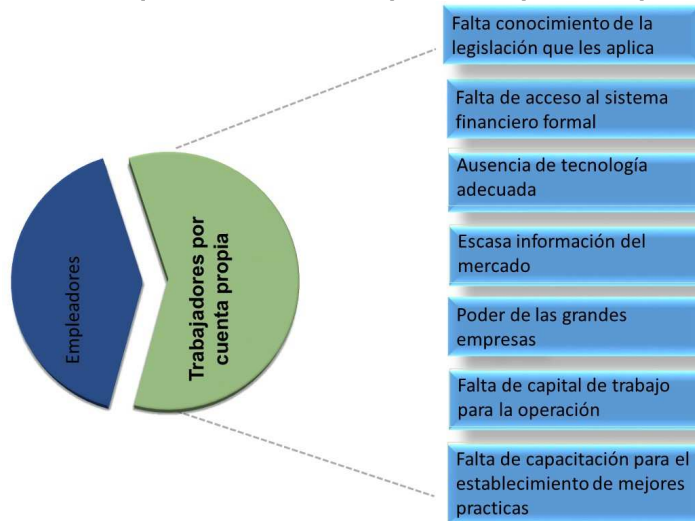 Falta conocimiento de la
legislación que les aplica
Falta de acceso al sistema
financiero formal
Ausencia de tecnología
adecuada
Escasa información del
mercado
Poder de las grandes
empresas
Falta de capital de trabajo
para la operación
Falta de capacitación para el
establecimiento de mejores
practicas
Empleadores
Trabajadores por
cuenta propia